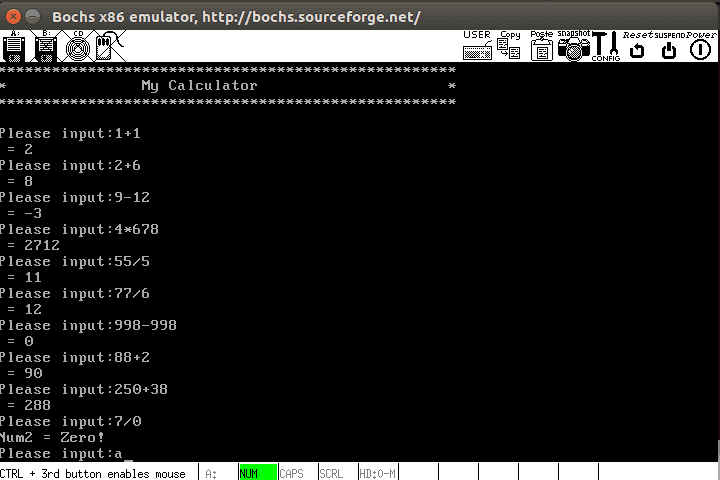 Bochs x86 emulator, http://bochs.sourceforge.net/
A: B: CD USER Copy Paste snapshot CONFIG Reset SUSPEND Power
*********************************************************
* My Calculator *
*********************************************************
Please input:1+1
= 2
Please input:2+6
= 8
Please input:9-12
= -3
Please input:4*678
= 2712
Please input:55/5
= 11
Please input:77/6
= 12
Please input:998-998
= 0
Please input:88+2
= 90
Please input:250+38
= 288
Please input:7/0
Num2 = Zero!
Please input:a_
CTRL + 3rd button enables mouse A: NUM CAPS SCRL HD:0-M